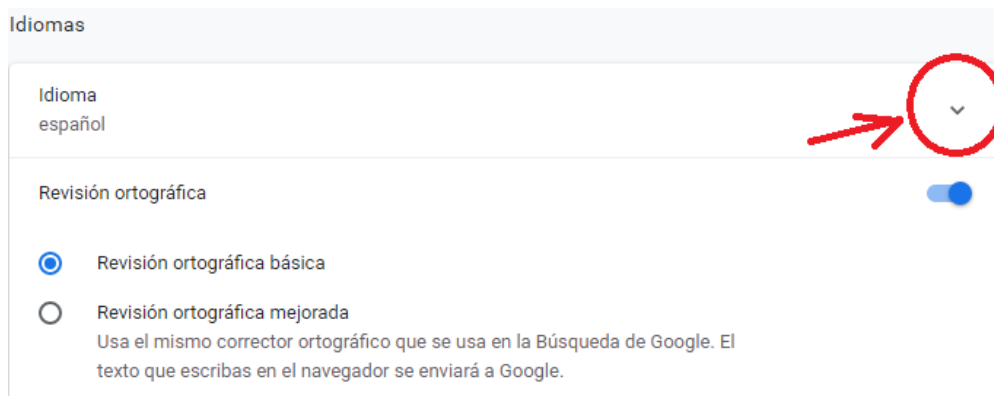 Idiomas
Idioma
español
Revisión ortográfica
Revisión ortográfica básica
Revisión ortográfica mejorada
Usa el mismo corrector ortográfico que se usa en la Búsqueda de Google. El
texto que escribas en el navegador se enviará a Google.